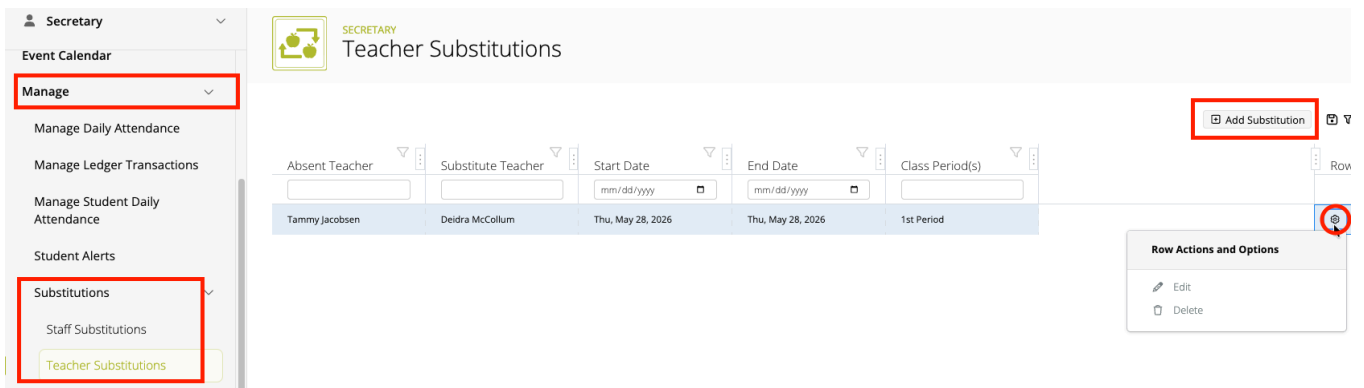 Secretary
Event Calendar
Manage
Manage Daily Attendance
Manage Ledger Transactions
Manage Student Daily
Attendance
Student Alerts
Substitutions
Staff Substitutions
Teacher Substitutions
SECRETARY
Teacher Substitutions
Add Substitution
Absent Teacher Substitute Teacher Start Date End Date Class Period(s) Row
mm/dd/yyyy mm/dd/yyyy
Tammy Jacobsen Deidra McCollum Thu, May 28, 2026 Thu, May 28, 2026 1st Period
Row Actions and Options
Edit
Delete